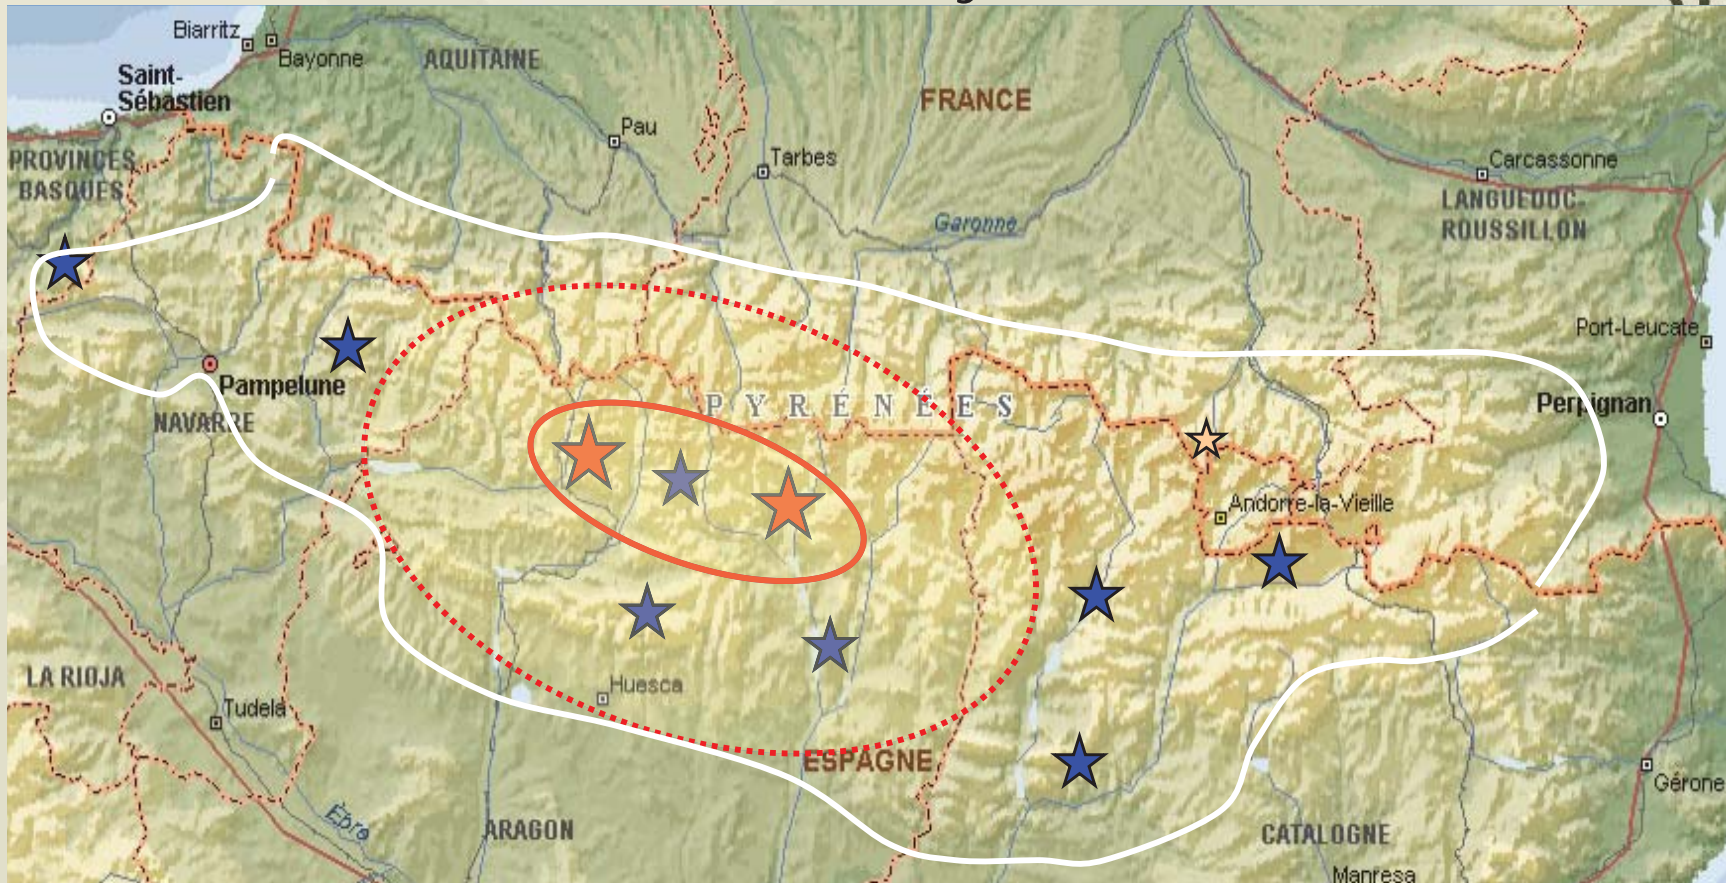 Biarritz
Bayonne
AQUITAINE
Saint-
Sébastien
FRANCE
Pau
Tarbes
Carcassonne
PROVINCES
BASQUES
LANGUEDOC-
ROUSSILLON
Garonne
Port-Leucate
Pampelune
NAVARRE
PYRÉNÉES
Perpignan
Andorre-la-Vieille
LA RIOJA
Huesca
Tudela
ESPAGNE
Gérone
Èbre
ARAGON
CATALOGNE
Manresa